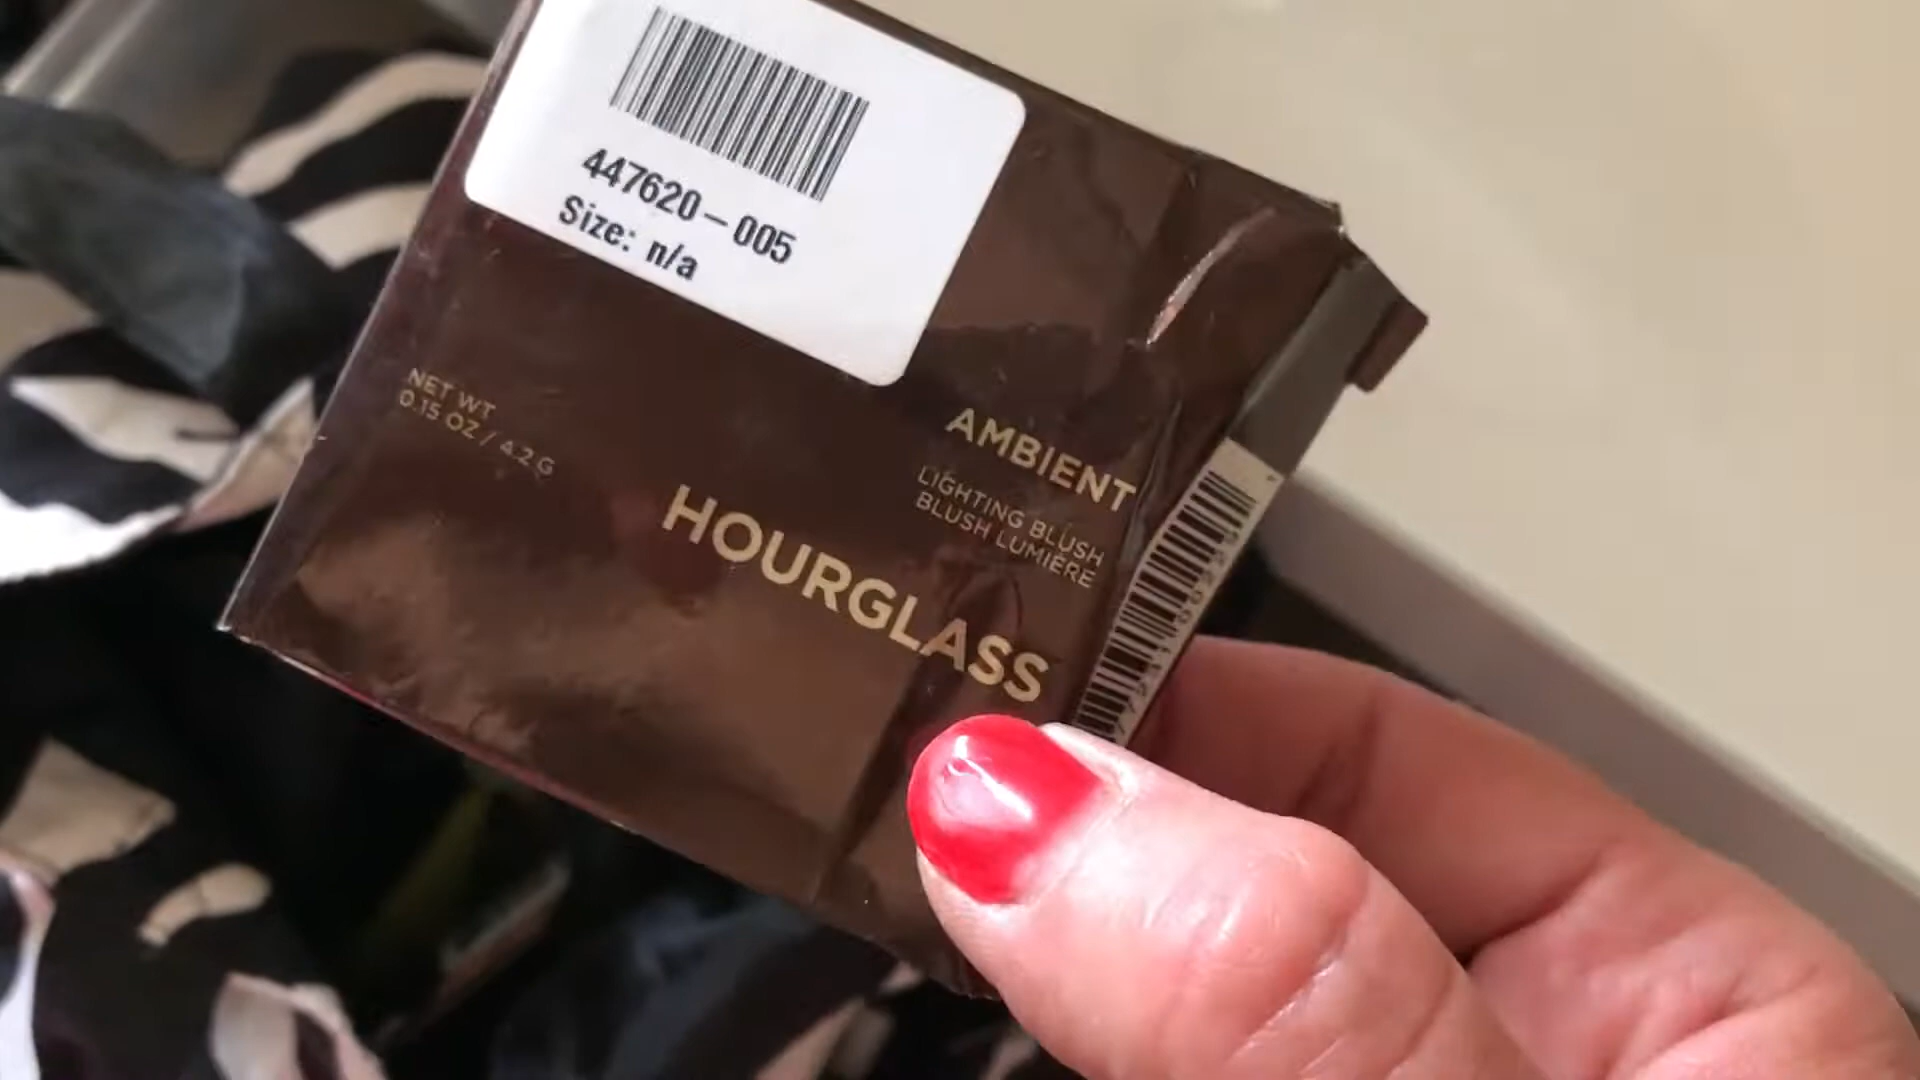 447620-005
Size: n/a
NET WT
0.15 OZ / 4.2 G
AMBIENT
LIGHTING BLUSH
BLUSH LUMIÈRE
HOURGLASS